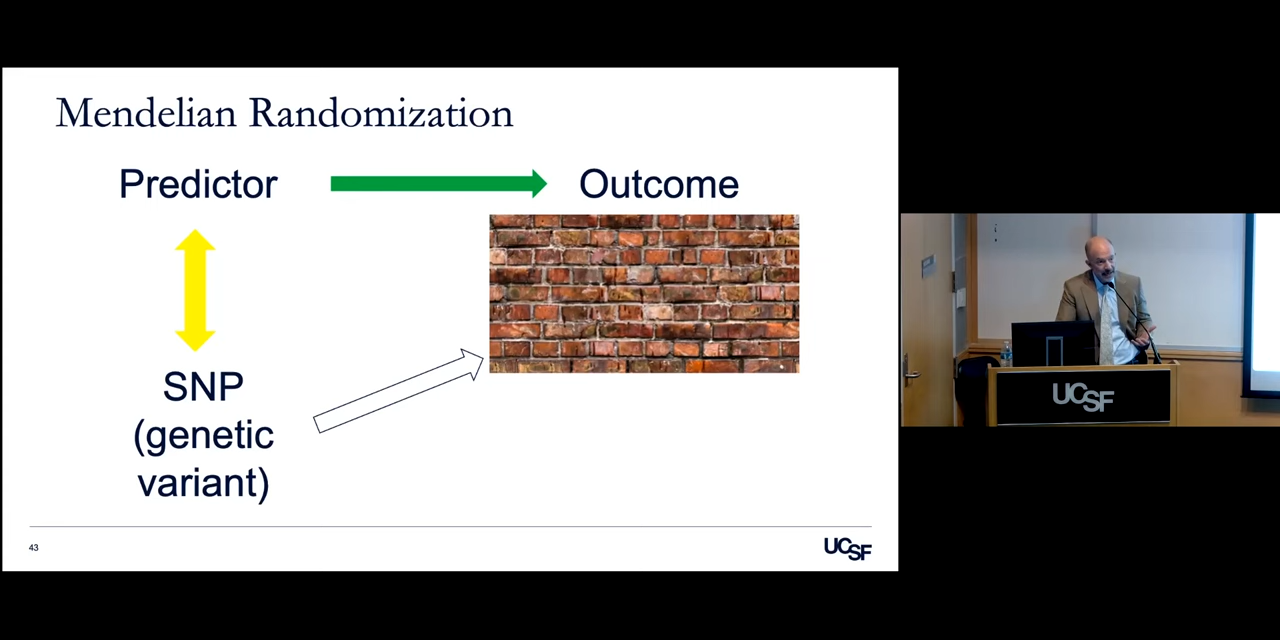 Mendelian Randomization
Predictor
Outcome
SNP
(genetic
variant)
43
UCSF
UCSF